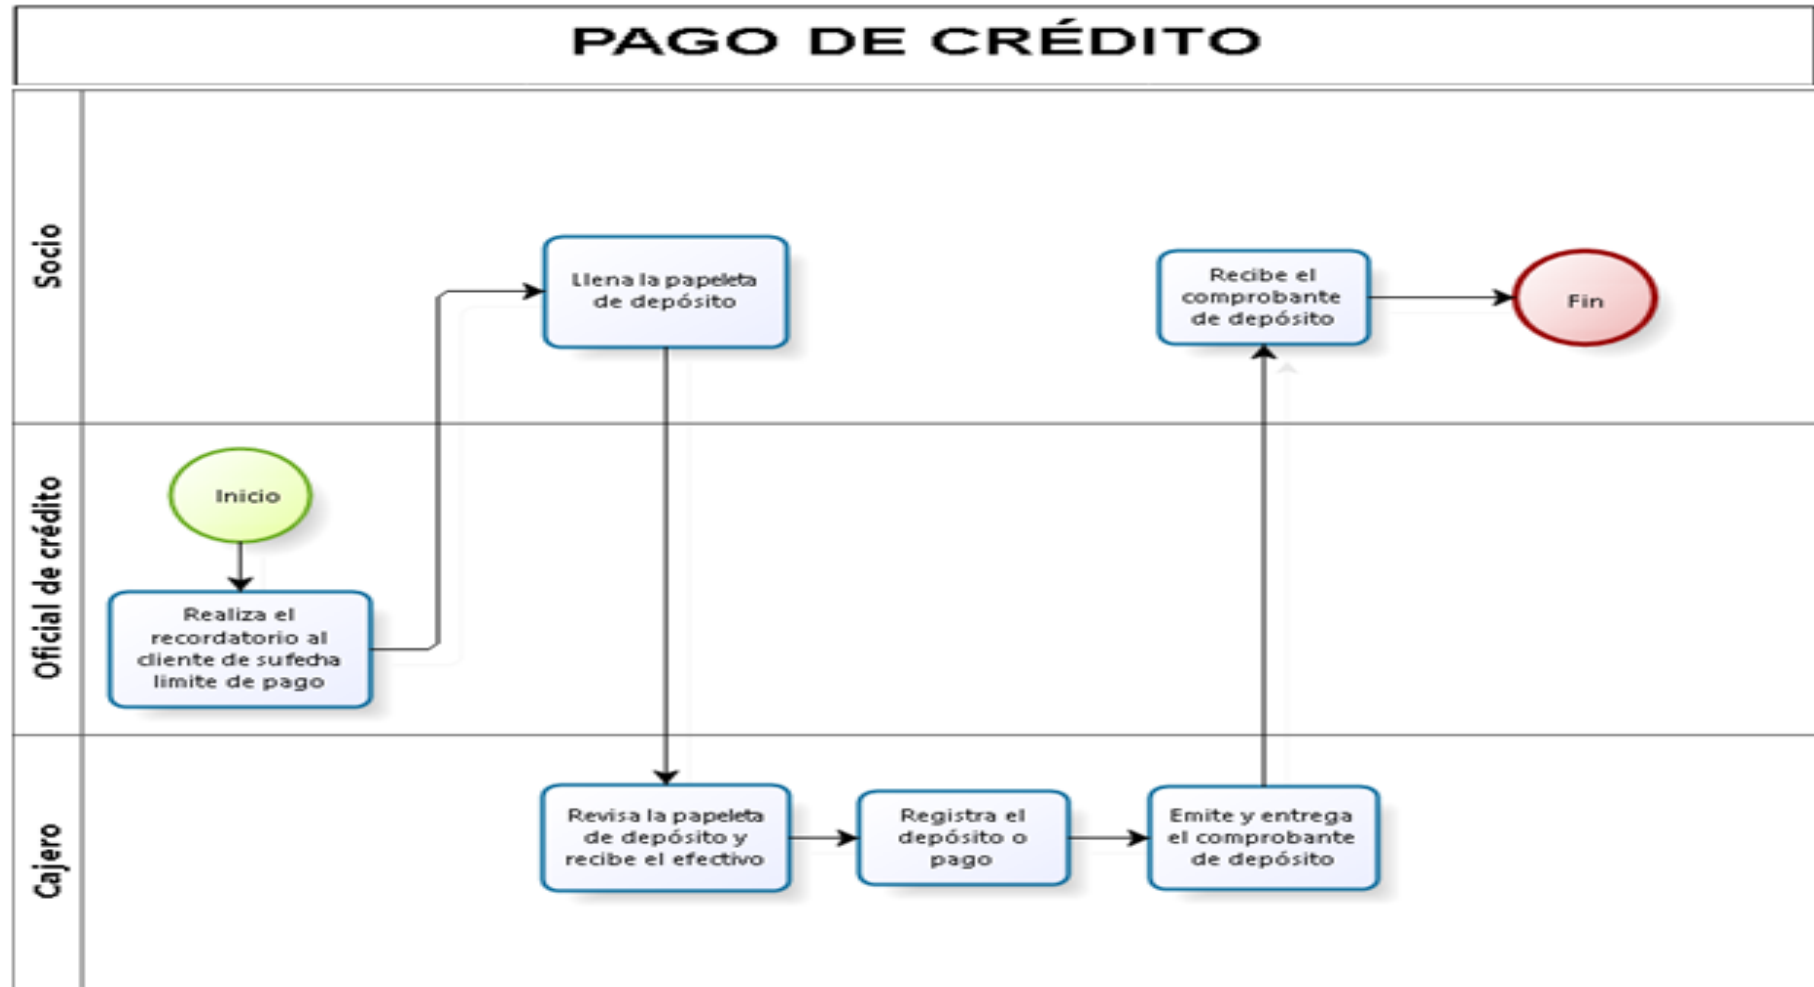 PAGO DE CRÉDITO
Socio
Llena la papeleta
de depósito
Recibe el
comprobante
de depósito
Fin
Oficial de crédito
Inicio
Realiza el
recordatorio al
cliente de su fecha
limite de pago
Cajero
Revisa la papeleta
de depósito y
recibe el efectivo
Registra el
depósito o
pago
Emite y entrega
el comprobante
de depósito